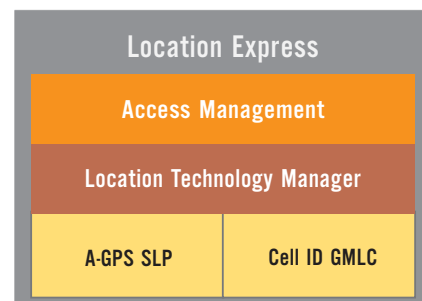 Location Express
Access Management
Location Technology Manager
A-GPS SLP
Cell ID GMLC